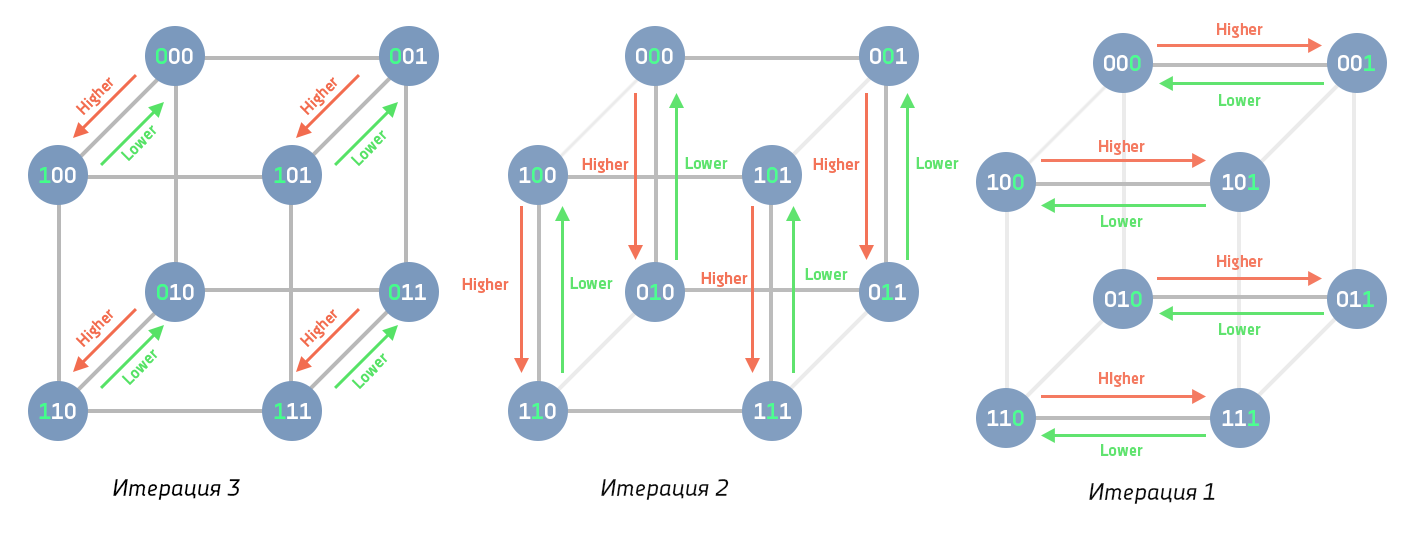 000
001
Higher
Lower
Higher
Lower
100
101
010
011
Higher
Lower
Higher
Lower
110
111
Итерация 3
000
001
Higher
Lower
Higher
Lower
100
101
Higher
Lower
Higher
Lower
010
011
110
111
Итерация 2
Higher
000
001
Lower
Higher
100
101
Lower
Higher
010
011
Lower
HIgher
110
111
Lower
Итерация 1